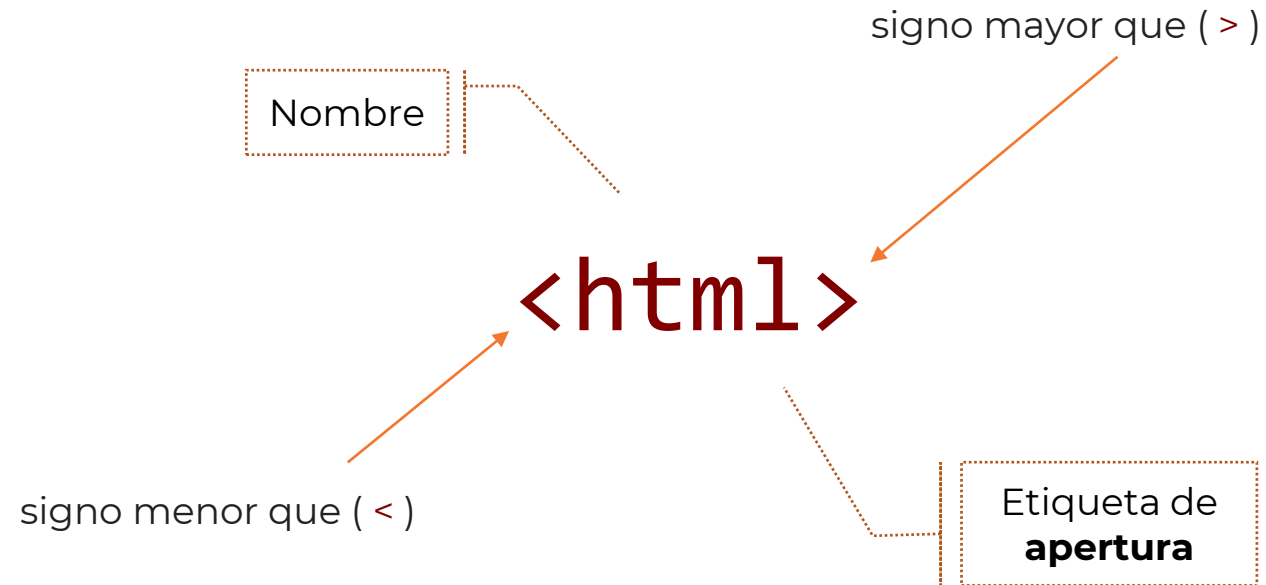 signo mayor que ( > )
Nombre
<html>
signo menor que ( < )
Etiqueta de
apertura